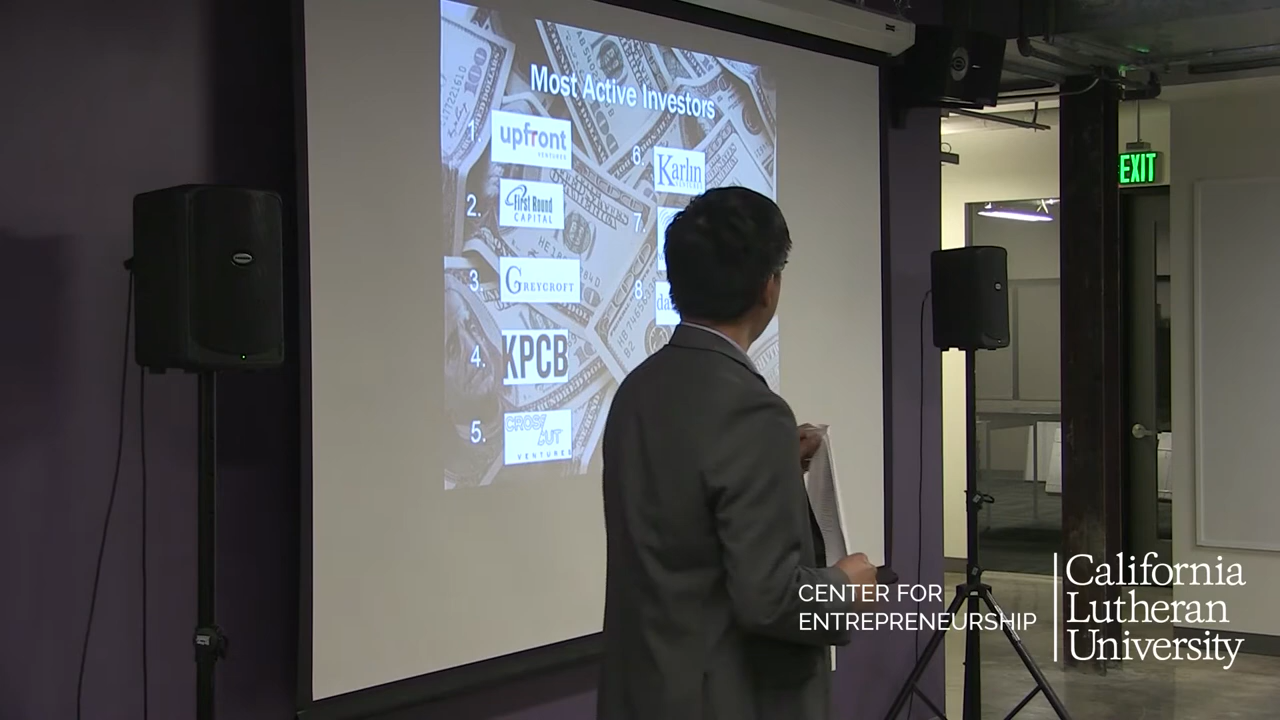 Most Active Investors
1.
upfront
VENTURES
2.
First Round
CAPITAL
3.
GREYCROFT
4.
KPCB
5.
CROSSCUT
VENTURES
6.
Karlin
VENTURES
7.
8.
da
EXIT
CENTER FOR
ENTREPRENEURSHIP
California
Lutheran
University